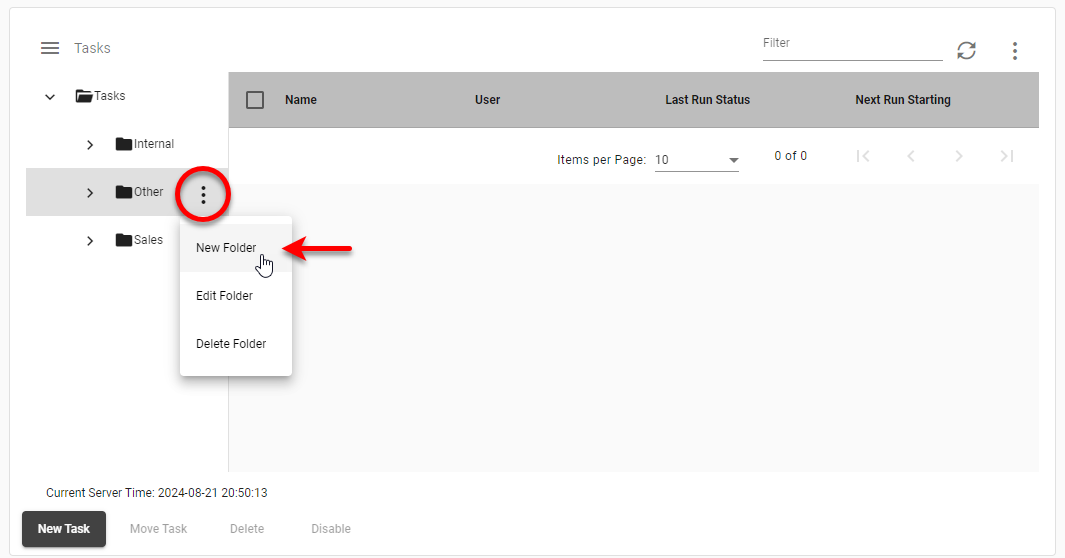 Tasks
Filter
Tasks
Name User Last Run Status Next Run Starting
Internal
Items per Page: 10 0 of 0
Other
Sales
New Folder
Edit Folder
Delete Folder
Current Server Time: 2024-08-21 20:50:13
New Task Move Task Delete Disable